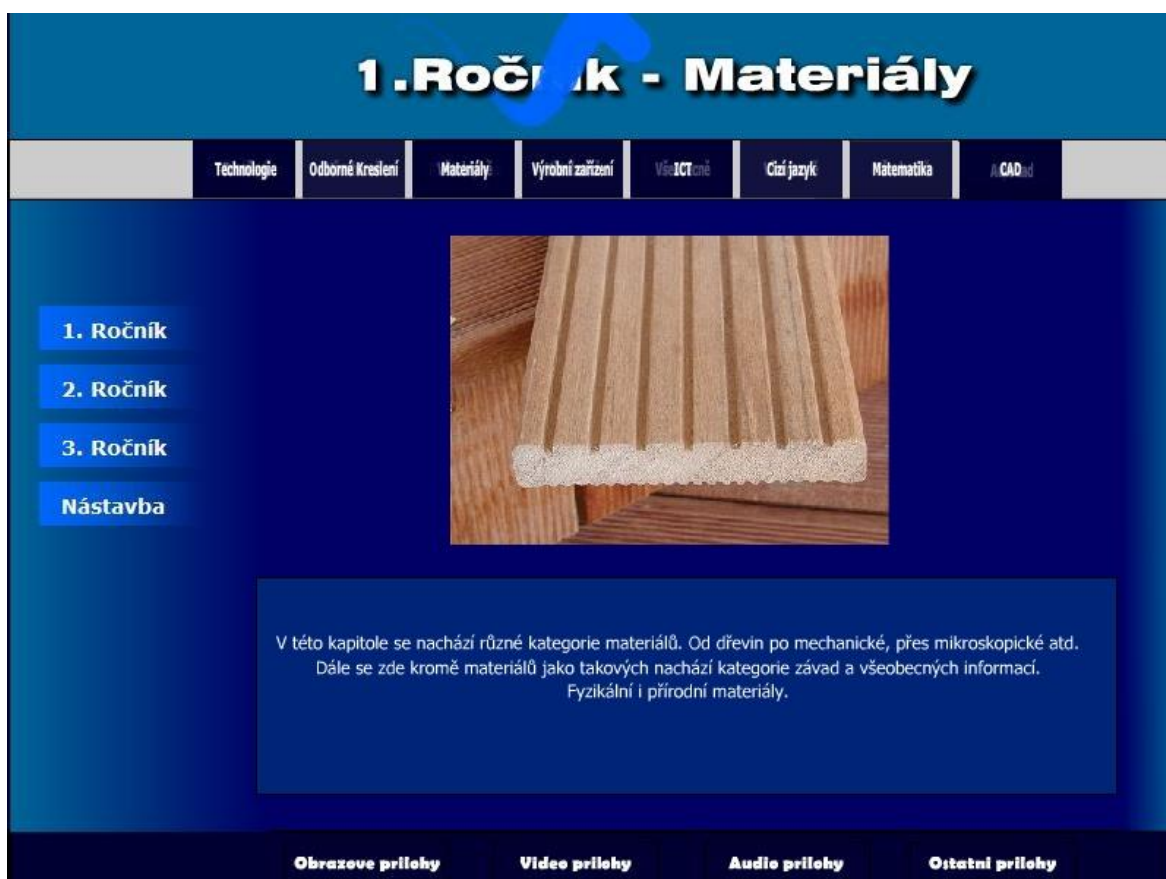 1.Ročník - Materiály
Technologie
Odborné Kreslení
Materiály
Výrobní zařízení
ICT
Cizí jazyk
Matematika
CAD
1. Ročník
2. Ročník
3. Ročník
Nástavba
V této kapitole se nachází různé kategorie materiálů. Od dřevin po mechanické, přes mikroskopické atd.
Dále se zde kromě materiálů jako takových nachází kategorie závad a všeobecných informací.
Fyzikální i přírodní materiály.
Obrazove prilohy
Video prilohy
Audio prilohy
Ostatni prilohy